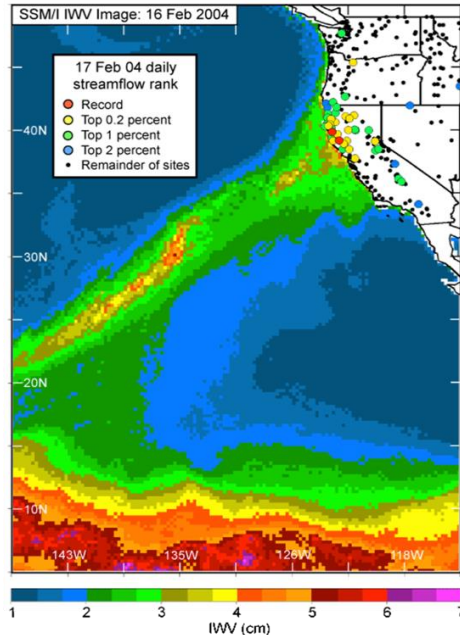 SSM/I IWV Image: 16 Feb 2004
17 Feb 04 daily
streamflow rank
Record
Top 0.2 percent
Top 1 percent
Top 2 percent
Remainder of sites
40N
30N
20N
10N
143W 135W 126W 118W
1 2 3 4 5 6 7
IWV (cm)